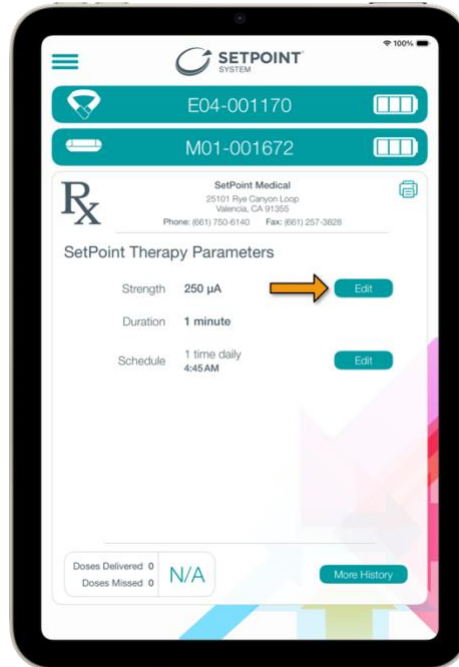 100%
SETPOINT
SYSTEM
E04-001170
M01-001672
Rx
SetPoint Medical
25101 Rye Canyon Loop
Valencia, CA 91355
Phone: (661) 750-6140 Fax: (661) 257-3828
SetPoint Therapy Parameters
Strength 250 µA Edit
Duration 1 minute
Schedule 1 time daily Edit
4:45 AM
Doses Delivered 0
Doses Missed 0
N/A
More History